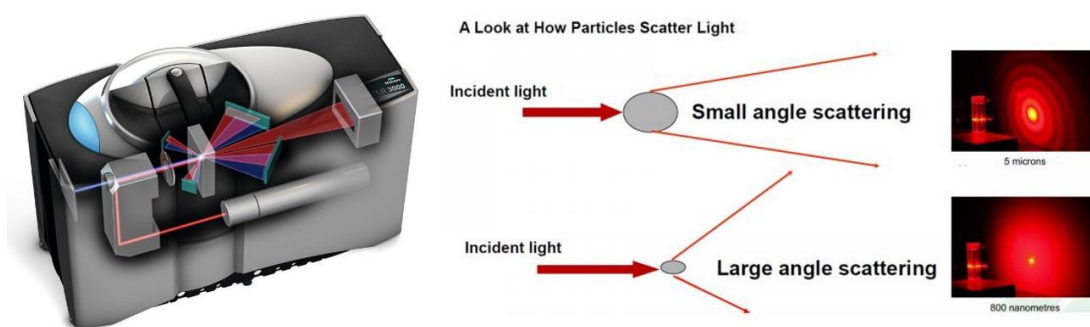 A Look at How Particles Scatter Light
Incident light
Small angle scattering
5 microns
Incident light
Large angle scattering
800 nanometres
3000